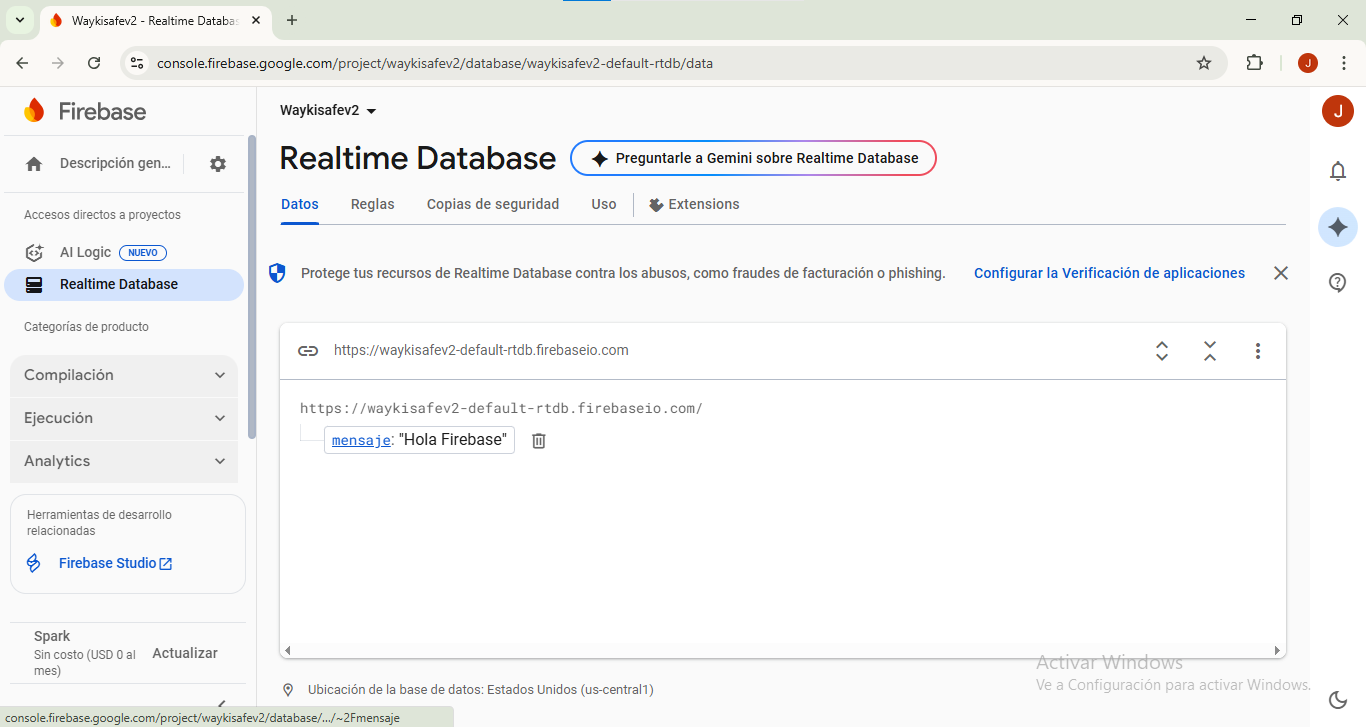 Waykisafev2 - Realtime Databas
console.firebase.google.com/project/waykisafev2/database/waykisafev2-default-rtdb/data
J
Firebase
Waykisafev2
J
Realtime Database
Preguntarle a Gemini sobre Realtime Database
Descripción gen...
Datos
Reglas
Copias de seguridad
Uso
Extensions
Accesos directos a proyectos
AI Logic
NUEVO
Realtime Database
Protege tus recursos de Realtime Database contra los abusos, como fraudes de facturación o phishing.
Configurar la Verificación de aplicaciones
Categorías de producto
Compilación
Ejecución
Analytics
https://waykisafev2-default-rtdb.firebaseio.com
https://waykisafev2-default-rtdb.firebaseio.com/
mensaje: "Hola Firebase"
Herramientas de desarrollo
relacionadas
Firebase Studio
Spark
Sin costo (USD 0 al
mes)
Actualizar
Activar Windows
Ve a Configuración para activar Windows.
Ubicación de la base de datos: Estados Unidos (us-central1)
console.firebase.google.com/project/waykisafev2/database/.../~2Fmensaje